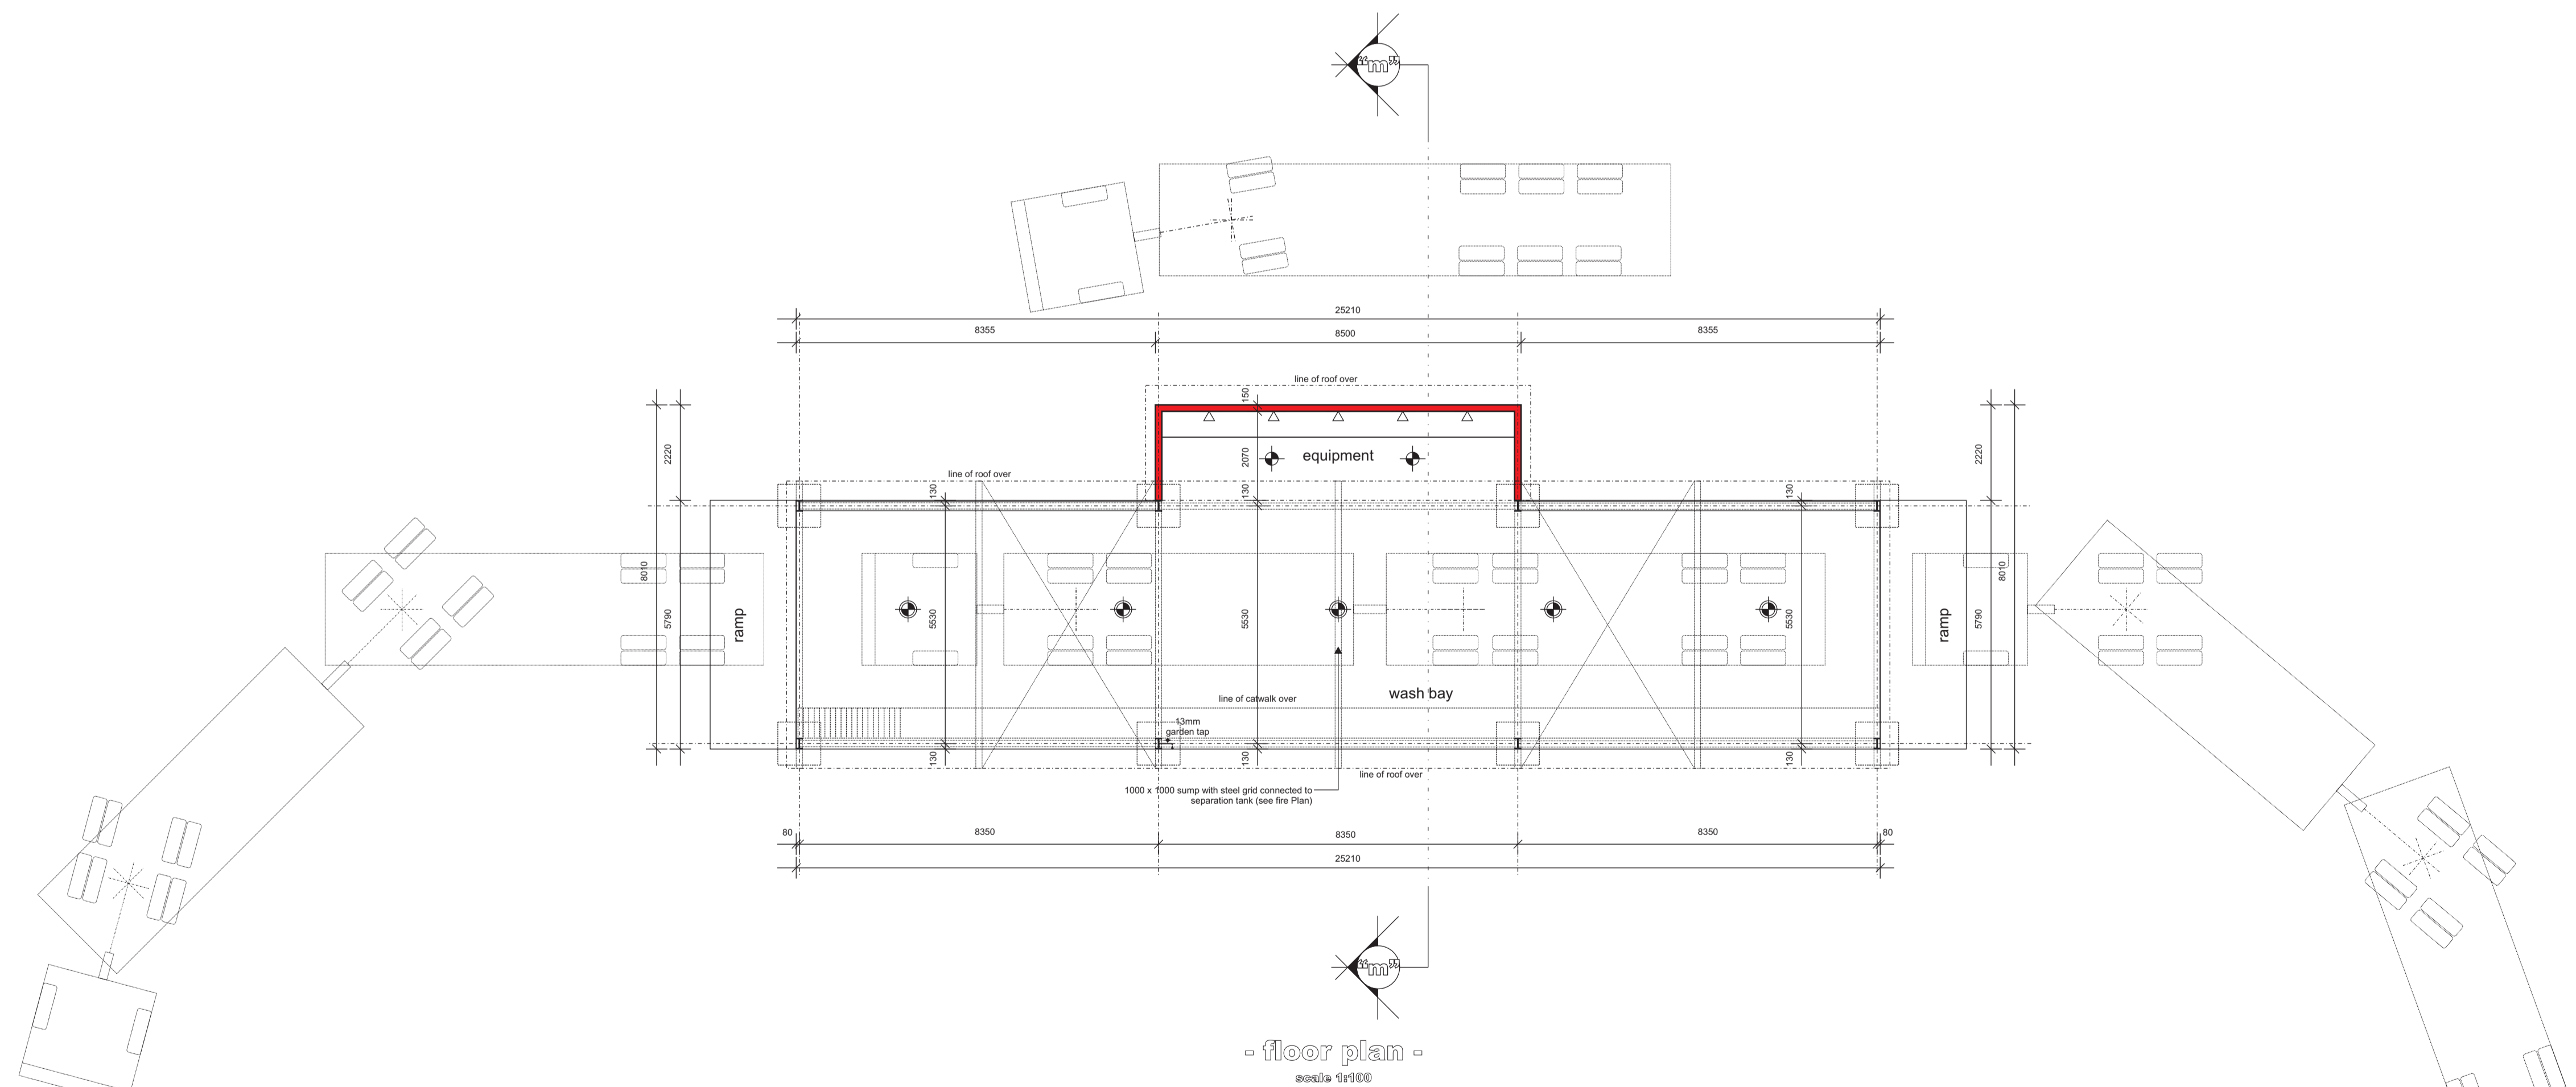 “m”
25210
8355
8500
8355
line of roof over
150
2220
2070
equipment
2220
line of roof over
130
130
130
8010
5790
ramp
5530
5530
5530
ramp
5790
8010
wash bay
line of catwalk over
13mm
garden tap
130
130
130
line of roof over
1000 x 1000 sump with steel grid connected to
separation tank (see fire Plan)
80
8350
8350
8350
80
25210
“m”
- floor plan -
scale 1:100